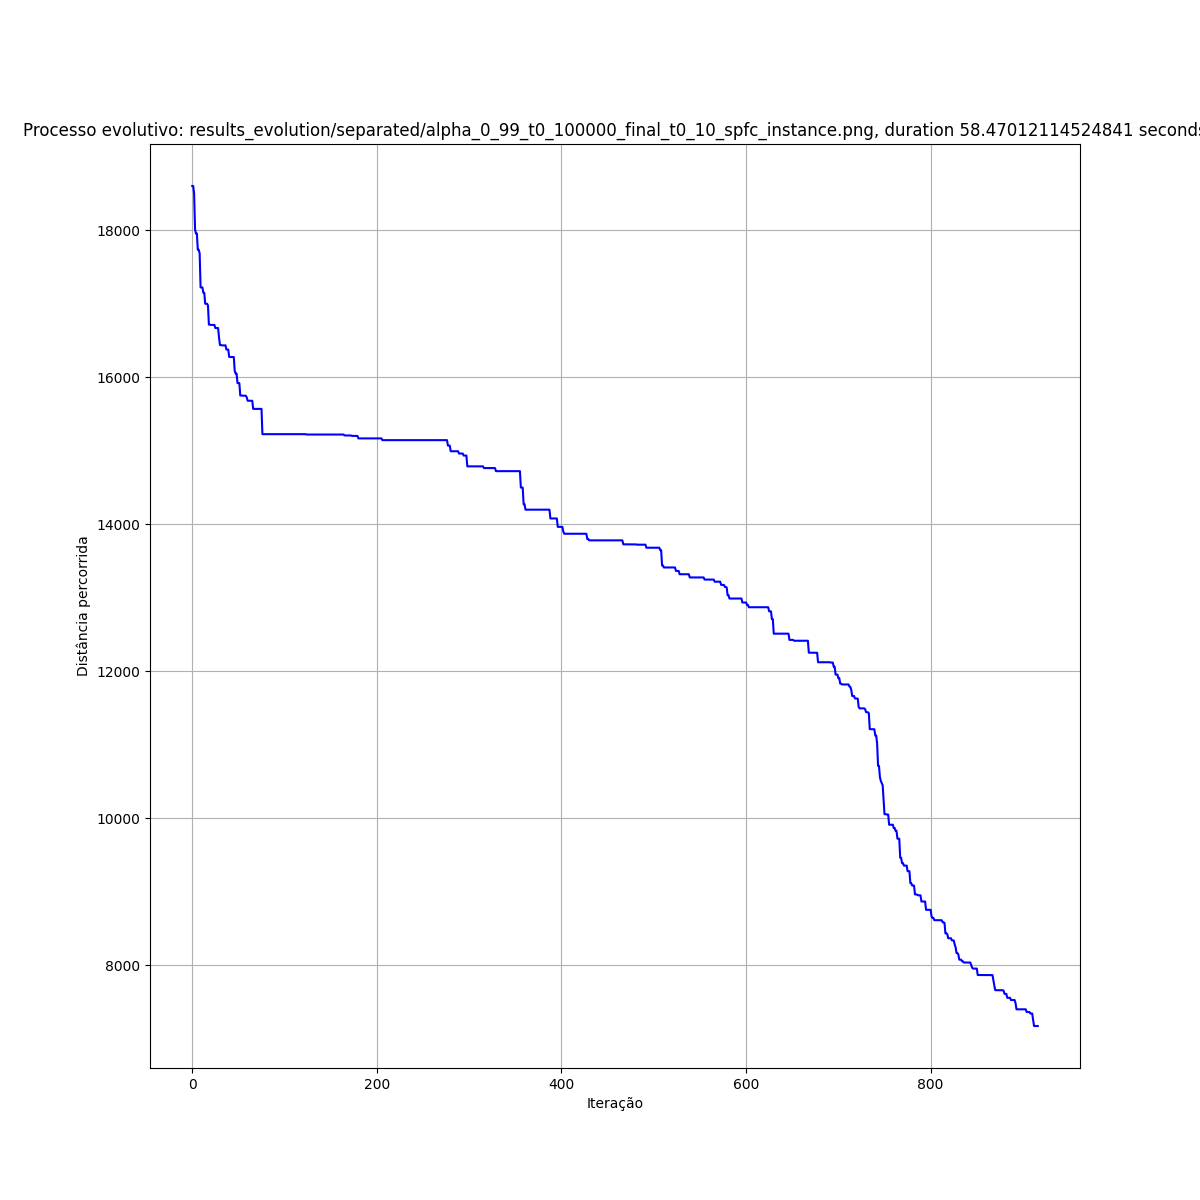 Processo evolutivo: results_evolution/separated/alpha_0_99_t0_100000_final_t0_10_spfc_instance.png, duration 58.47012114524841 seconds
18000
16000
14000
12000
10000
8000
Distância percorrida
0 200 400 600 800
Iteração